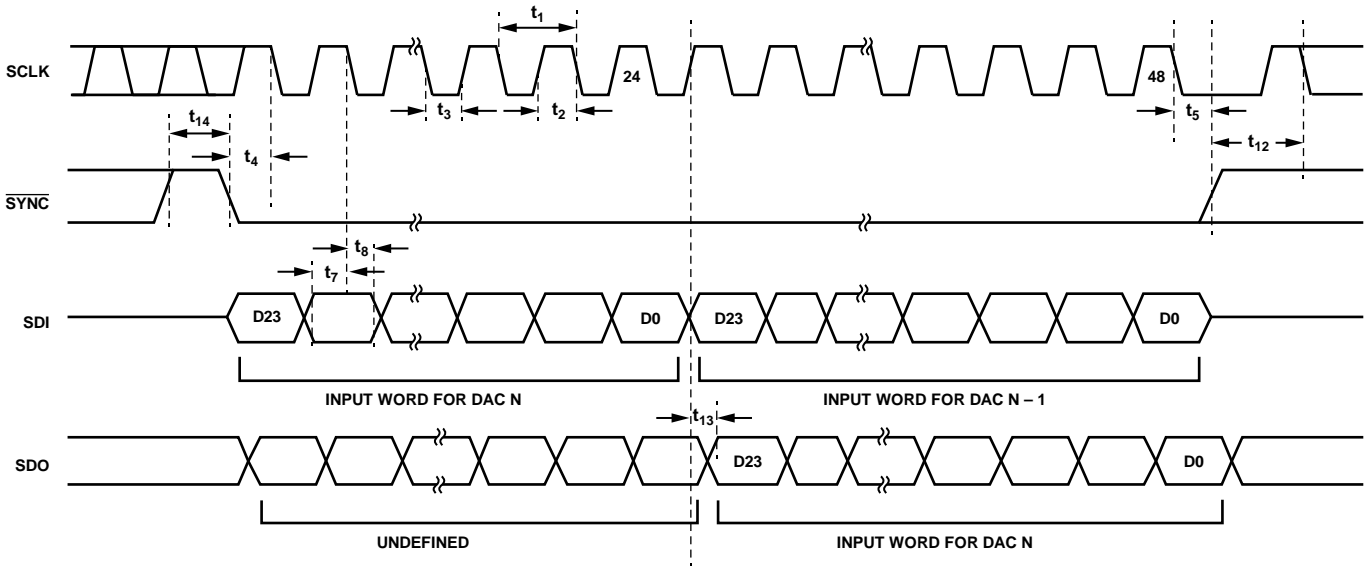 t1
SCLK
24
48
t3
t2
t5
t14
t4
t12
SYNC
t8
t7
SDI
D23
D0
D23
D0
INPUT WORD FOR DAC N
INPUT WORD FOR DAC N – 1
t13
SDO
D23
D0
UNDEFINED
INPUT WORD FOR DAC N